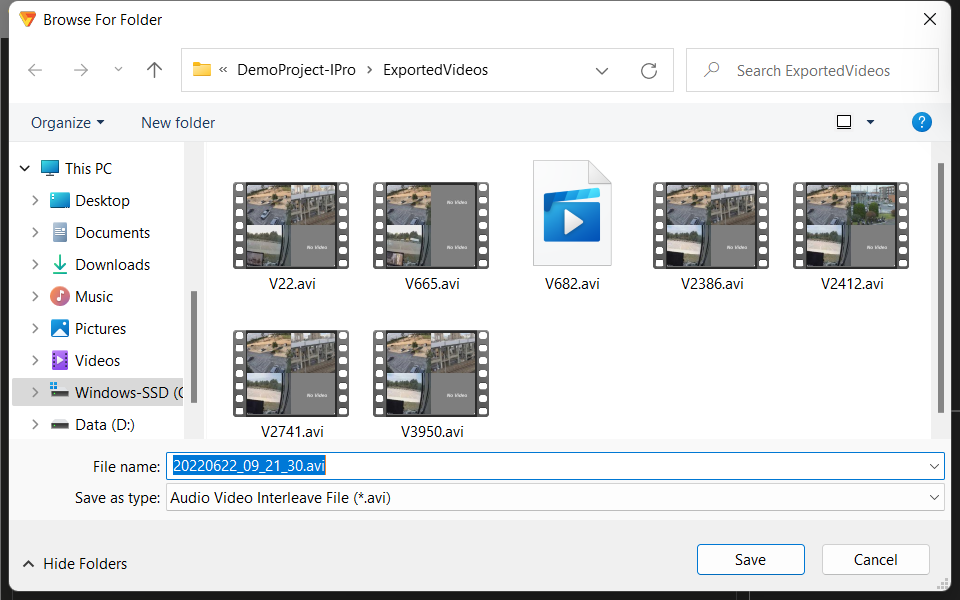 Browse For Folder
« DemoProject-IPro > ExportedVideos
Search ExportedVideos
Organize
New folder
?
This PC
Desktop
Documents
Downloads
Music
Pictures
Videos
Windows-SSD (C
Data (D:)
No Video
No Video
No Video
No Video
No Video
V22.avi
V665.avi
V682.avi
V2386.avi
V2412.avi
No Video
No Video
V2741.avi
V3950.avi
File name: 20220622_09_21_30.avi
Save as type: Audio Video Interleave File (*.avi)
Hide Folders
Save
Cancel